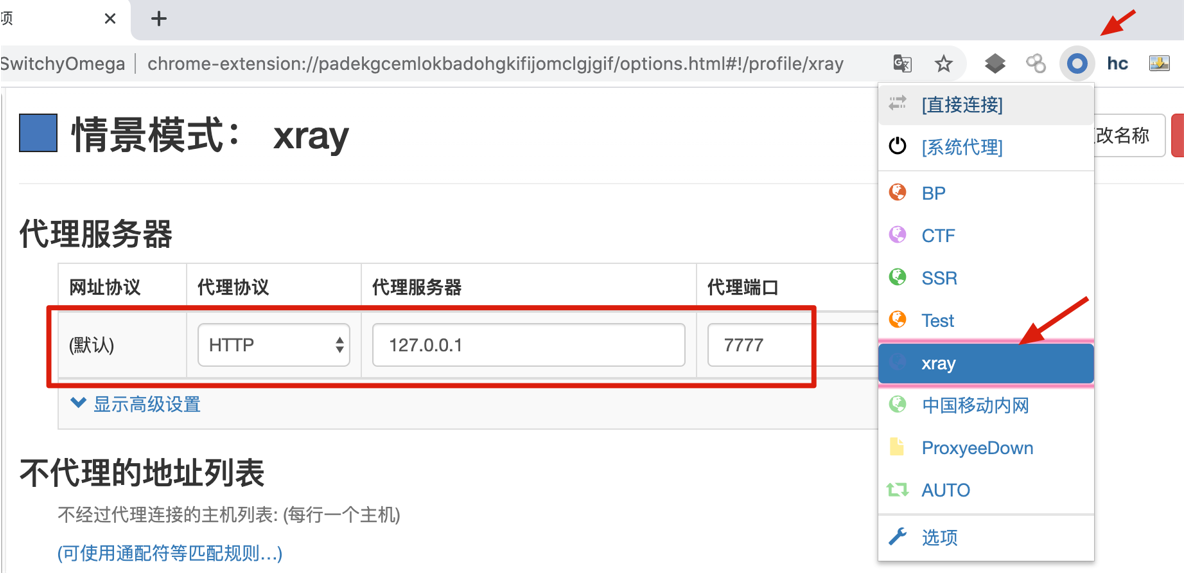 项 × +
SwitchyOmega | chrome-extension://padekgcemlokbadohgkifijomclgjgif/options.html#!/profile/xray
hc
情景模式： xray
改名称
代理服务器
网址协议 代理协议 代理服务器 代理端口
(默认) HTTP 127.0.0.1 7777
显示高级设置
不代理的地址列表
不经过代理连接的主机列表: (每行一个主机)
(可使用通配符等匹配规则…)
[直接连接]
[系统代理]
BP
CTF
SSR
Test
xray
中国移动内网
ProxyeeDown
AUTO
选项